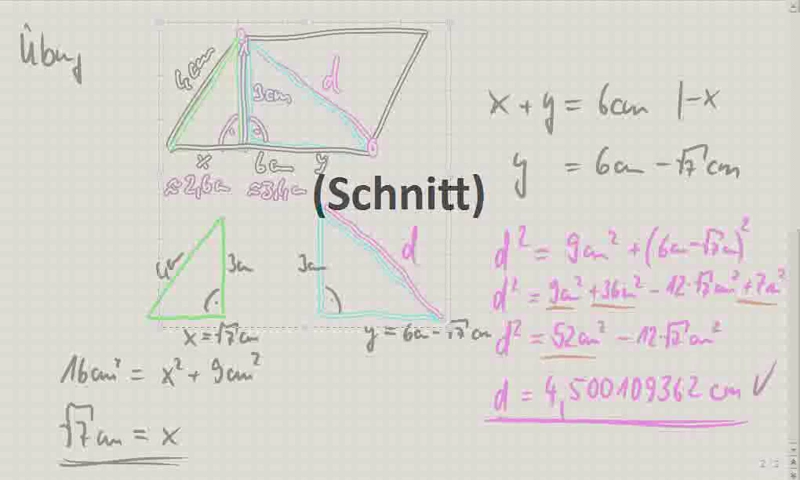 Übung
4cm
d
3cm
x 6cm y
≈2,6cm ≈3,4cm
(Schnitt)
4cm 3cm
x = √7 cm
3cm d
y = 6cm - √7 cm
16cm² = x² + 9cm²
√7 cm = x
x + y = 6cm |-x
y = 6cm - √7 cm
d² = 9cm² + (6cm - √7 cm)²
d² = 9cm² + 36cm² - 12·√7 cm² + 7cm²
d² = 52cm² - 12·√7 cm²
d = 4,500109362 cm ✓
2/2